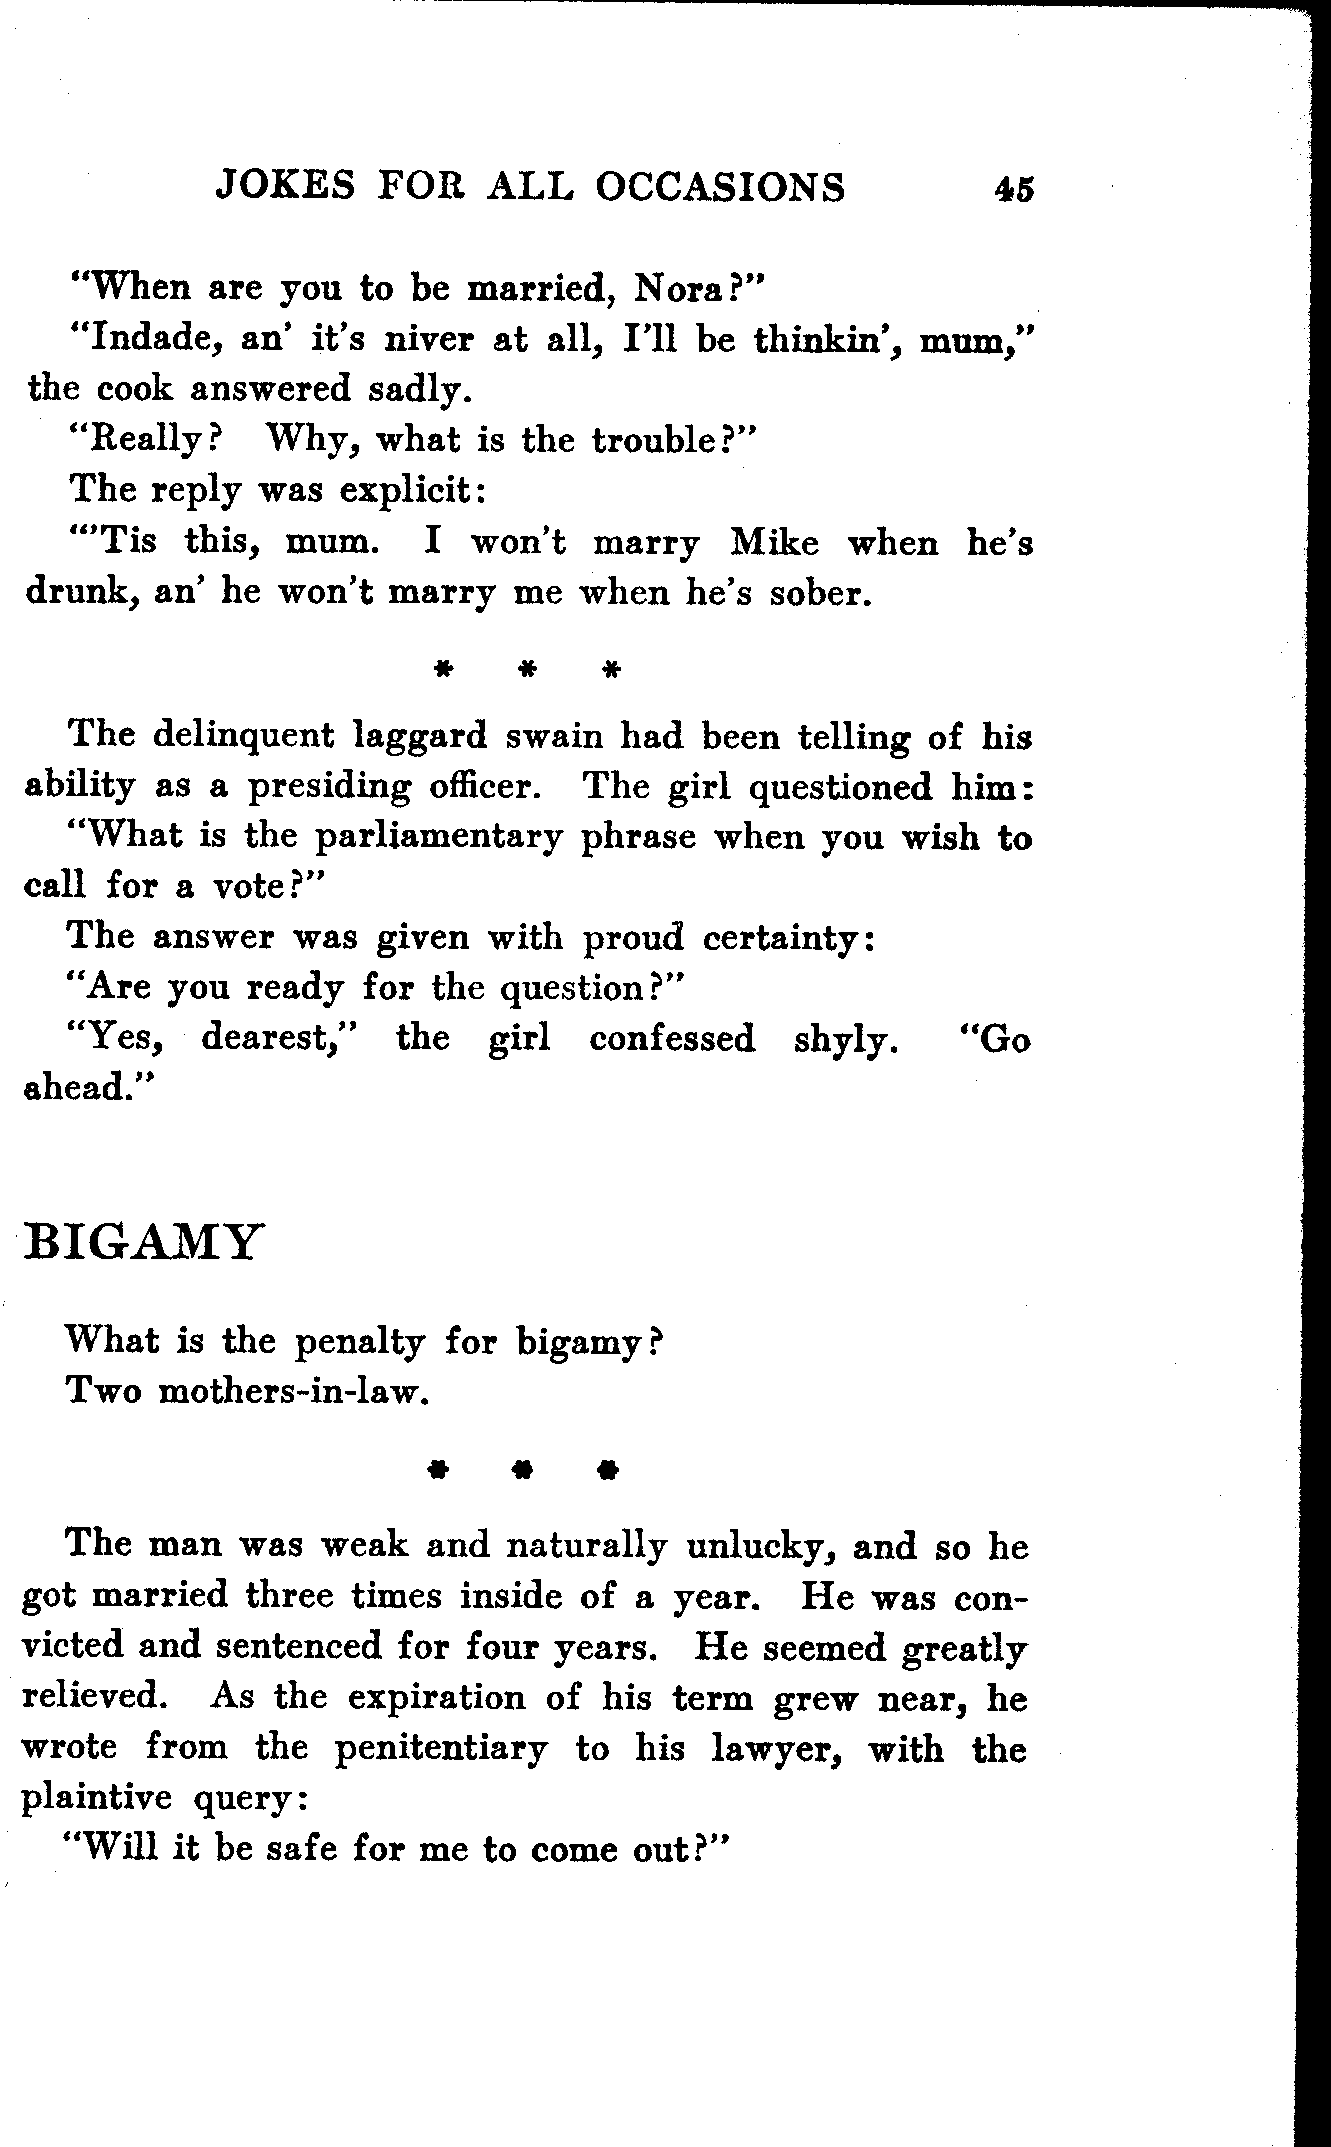 JOKES FOR ALL OCCASIONS 45
"When are you to be married, Nora?"
"Indade, an' it's niver at all, I'll be thinkin', mum,"
the cook answered sadly.
"Really? Why, what is the trouble?"
The reply was explicit:
"'Tis this, mum. I won't marry Mike when he's
drunk, an' he won't marry me when he's sober.
* * *
The delinquent laggard swain had been telling of his
ability as a presiding officer. The girl questioned him:
"What is the parliamentary phrase when you wish to
call for a vote?"
The answer was given with proud certainty:
"Are you ready for the question?"
"Yes, dearest," the girl confessed shyly. "Go
ahead."
BIGAMY
What is the penalty for bigamy?
Two mothers-in-law.
* * *
The man was weak and naturally unlucky, and so he
got married three times inside of a year. He was con-
victed and sentenced for four years. He seemed greatly
relieved. As the expiration of his term grew near, he
wrote from the penitentiary to his lawyer, with the
plaintive query:
"Will it be safe for me to come out?"